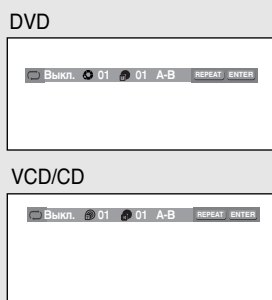 DVD
Выкл. 01 01 A-B REPEAT ENTER
VCD/CD
Выкл. 01 01 A-B REPEAT ENTER